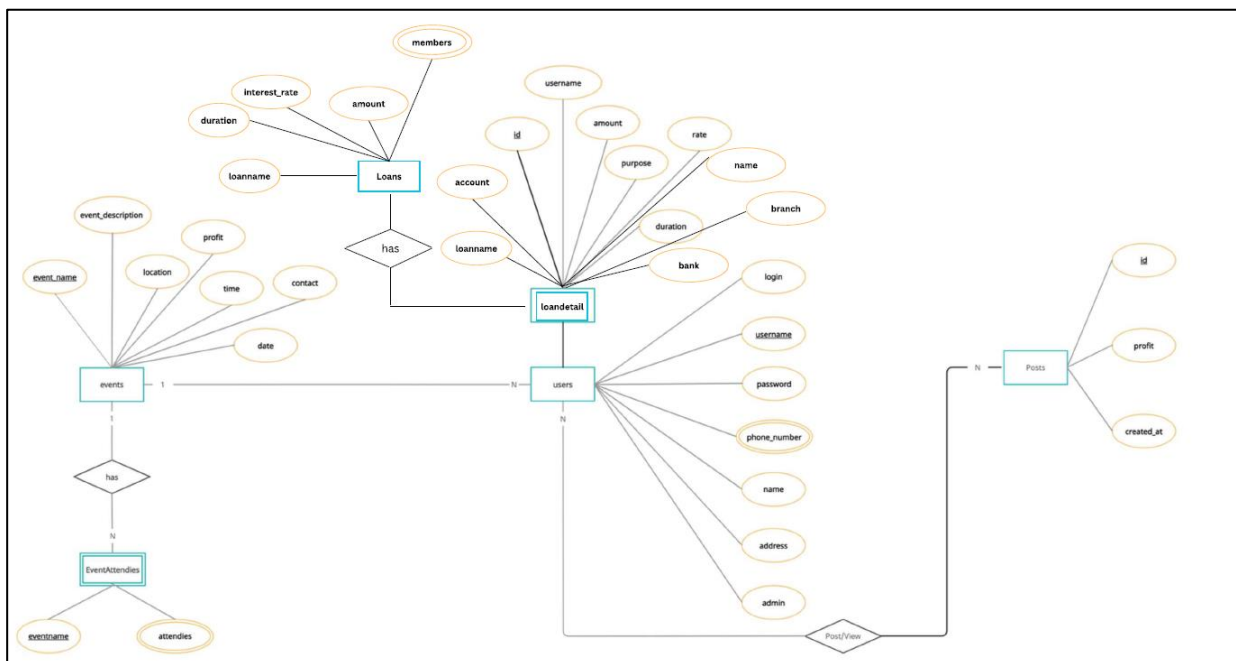 members
interest_rate
amount
duration
loanname
Loans
has
username
id
amount
rate
purpose
name
account
branch
duration
loanname
bank
loandetail
event_description
profit
event_name
location
time
contact
date
events
1
N
users
N
1
has
N
EventAttendies
eventname
attendies
login
username
password
phone_number
name
address
admin
Post/View
N
Posts
id
profit
created_at